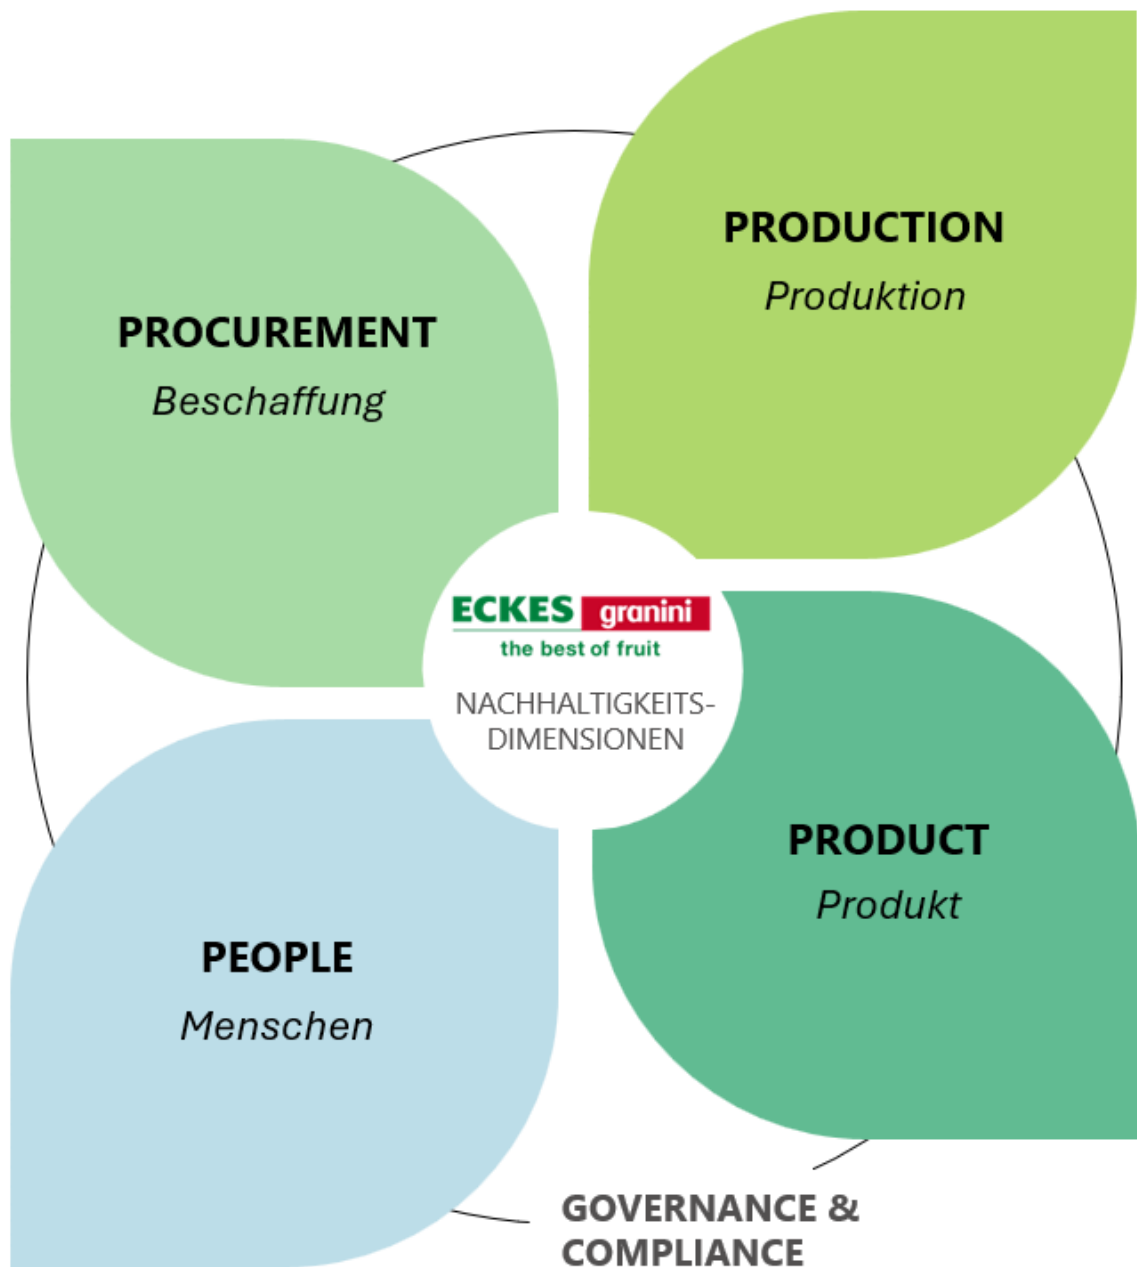 PROCUREMENT
Beschaffung
PRODUCTION
Produktion
ECKES granini
the best of fruit
NACHHALTIGKEITS-
DIMENSIONEN
PEOPLE
Menschen
PRODUCT
Produkt
GOVERNANCE &
COMPLIANCE